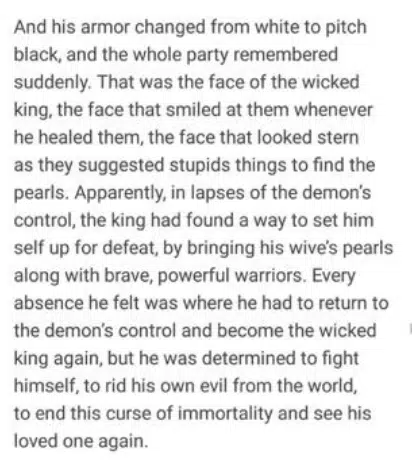 And his armor changed from white to pitch
black, and the whole party remembered
suddenly. That was the face of the wicked
king, the face that smiled at them whenever
he healed them, the face that looked stern
as they suggested stupids things to find the
pearls. Apparently, in lapses of the demon's
control, the king had found a way to set him
self up for defeat, by bringing his wive's pearls
along with brave, powerful warriors. Every
absence he felt was where he had to return to
the demon's control and become the wicked
king again, but he was determined to fight
himself, to rid his own evil from the world,
to end this curse of immortality and see his
loved one again.